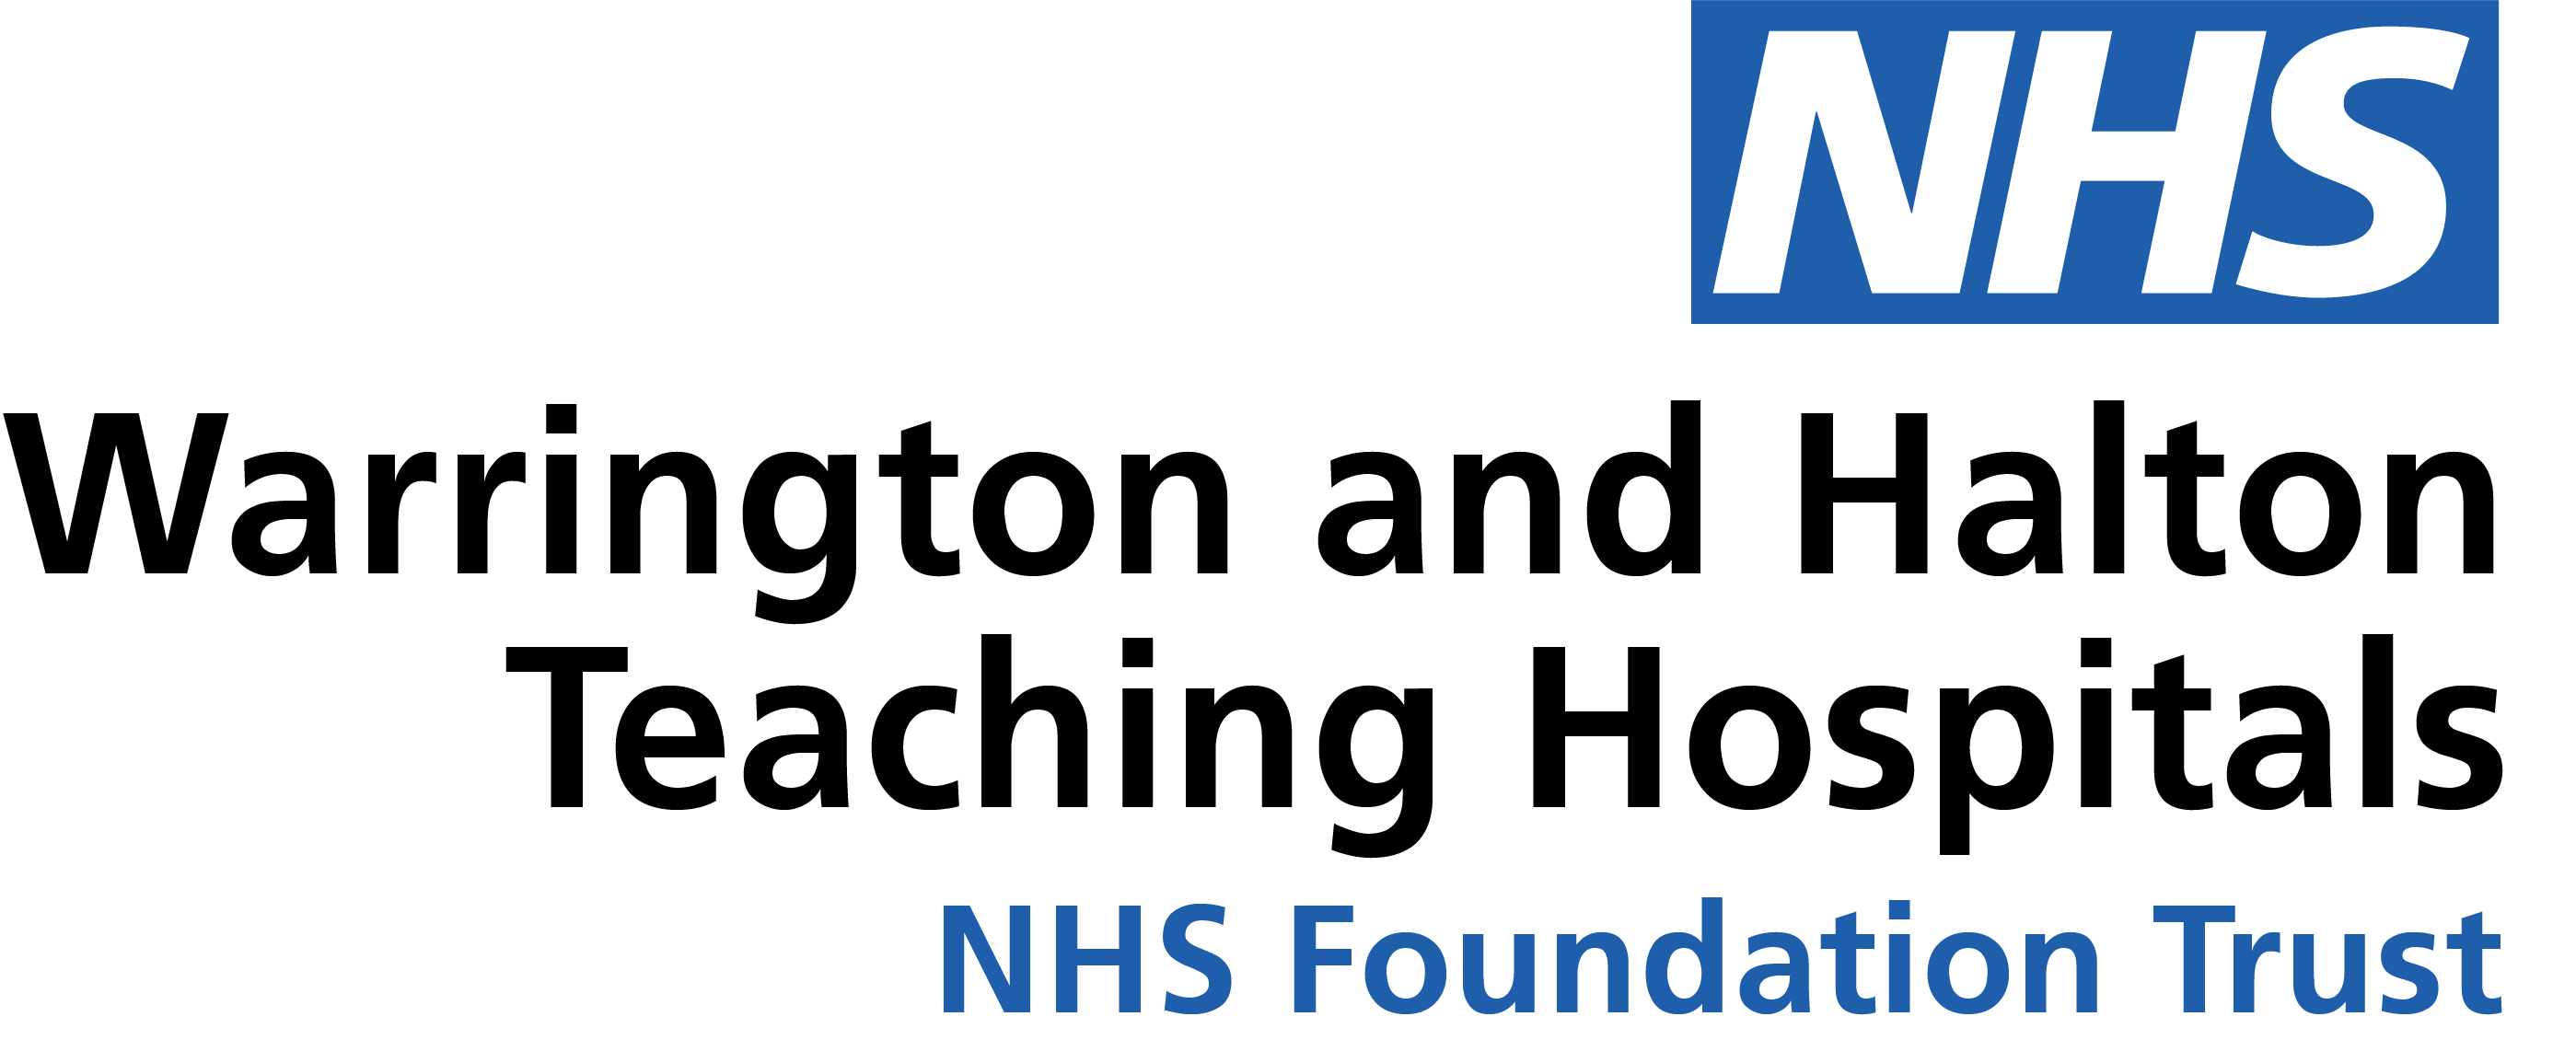 NHS
Warrington and Halton
Teaching Hospitals
NHS Foundation Trust